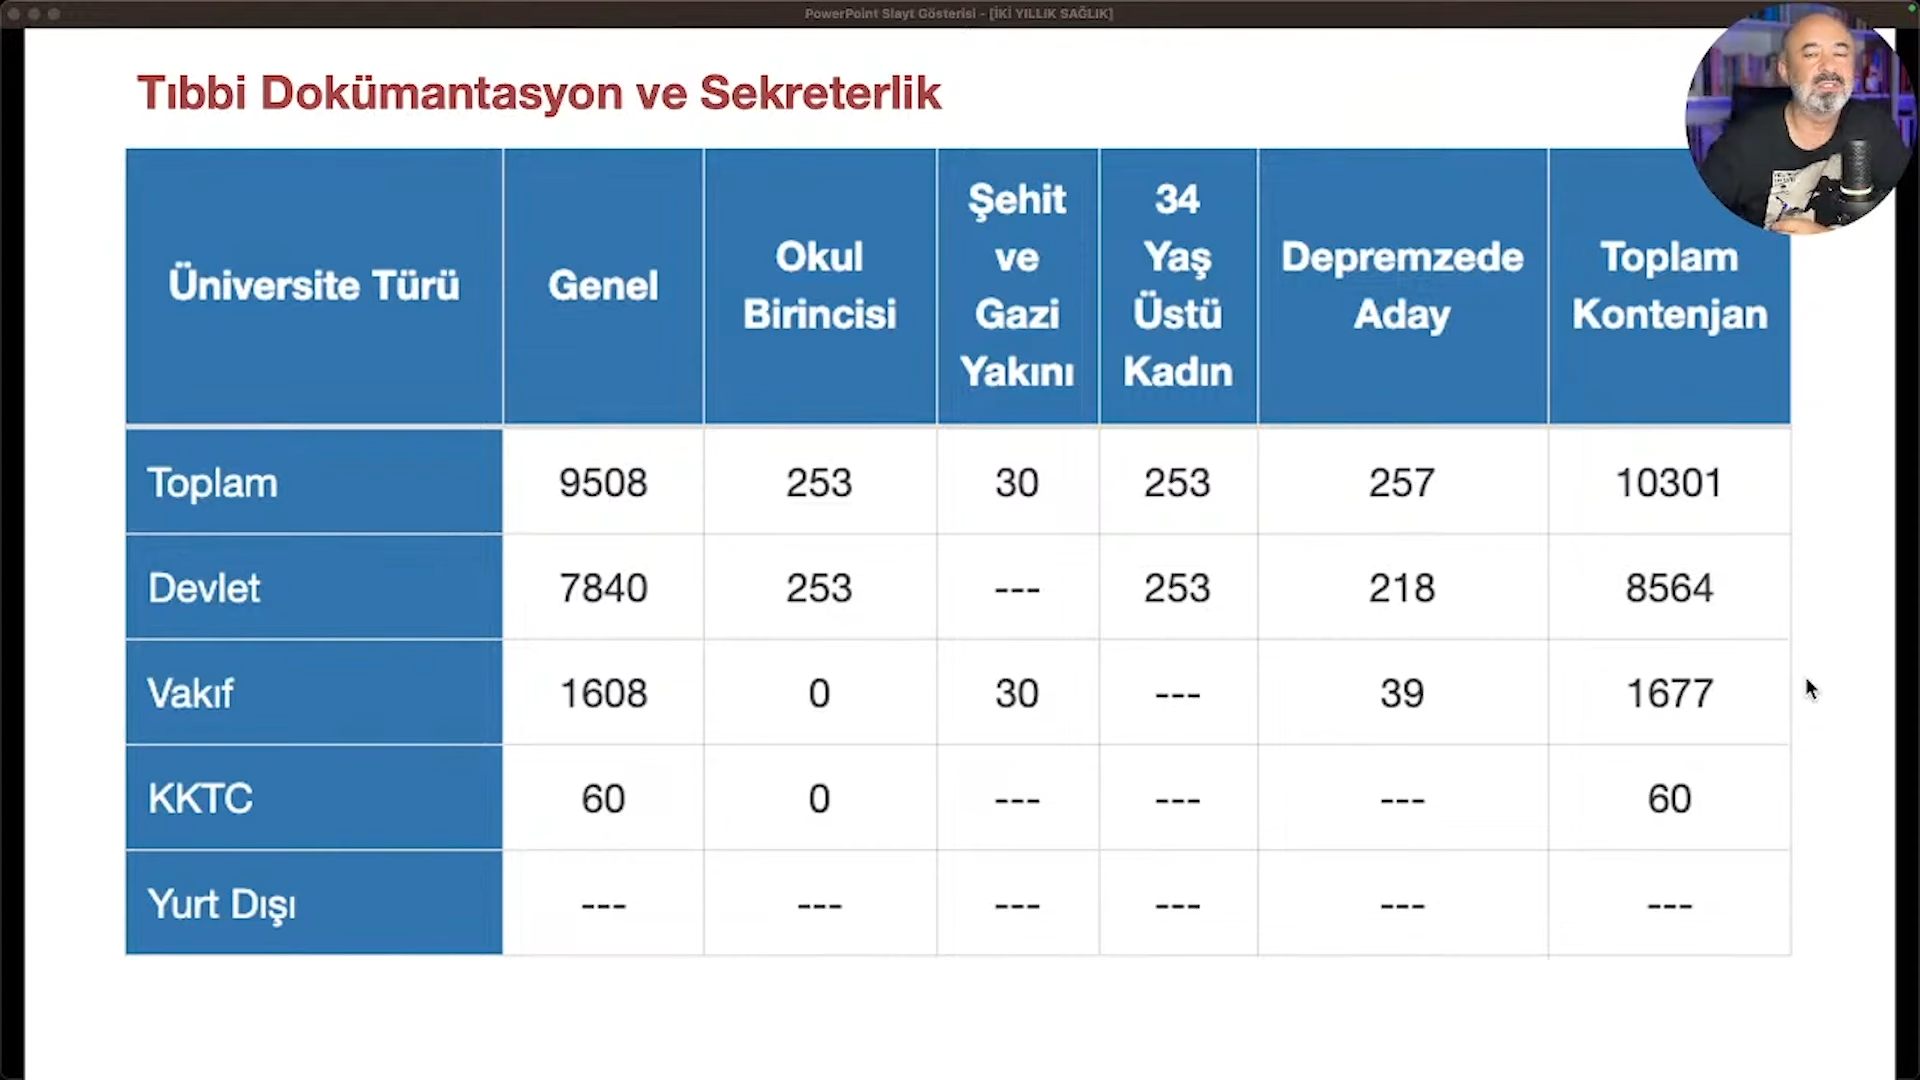 PowerPoint Slayt Gösterisi - [İKİ YILLIK SAĞLIK]
Tıbbi Dokümantasyon ve Sekreterlik
Üniversite Türü Genel Okul Birincisi Şehit ve Gazi Yakını 34 Yaş Üstü Kadın Depremzede Aday Toplam Kontenjan
Toplam 9508 253 30 253 257 10301
Devlet 7840 253 --- 253 218 8564
Vakıf 1608 0 30 --- 39 1677
KKTC 60 0 --- --- --- 60
Yurt Dışı --- --- --- --- --- ---